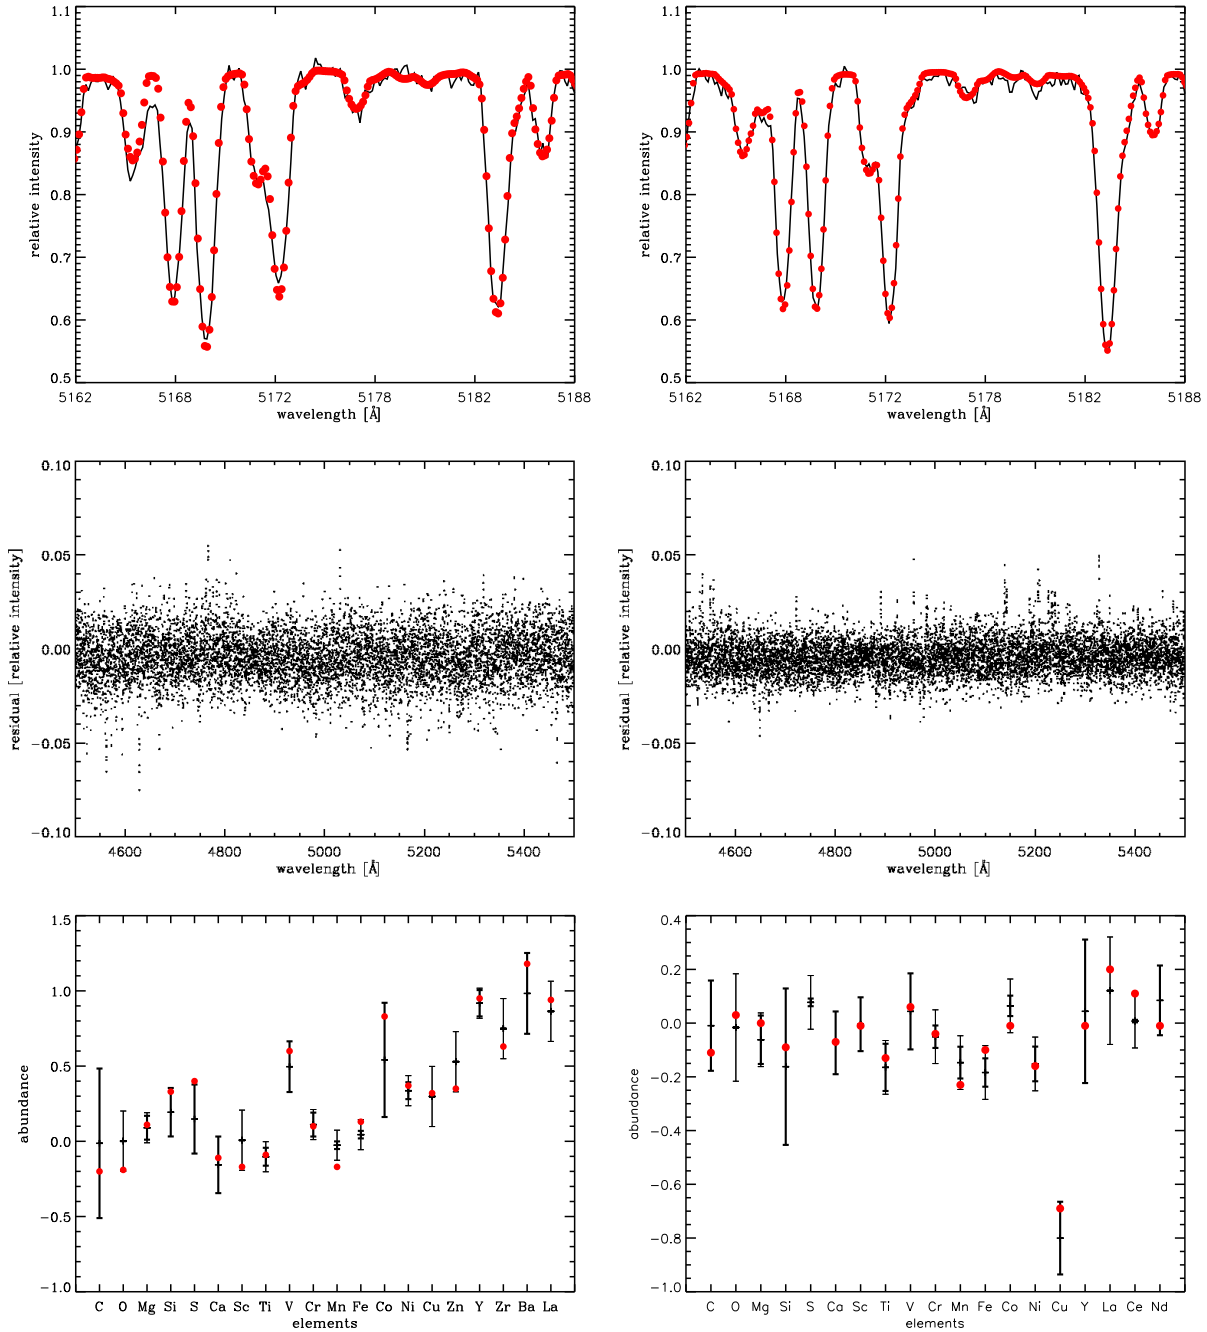 1.1
1.0
0.9
0.8
0.7
0.6
0.5
relative intensity
5162 5168 5172 5178 5182 5188
wavelength [Å]
1.1
1.0
0.9
0.8
0.7
0.6
0.5
relative intensity
5162 5168 5172 5178 5182 5188
wavelength [Å]
0.10
0.05
0.00
−0.05
−0.10
residual [relative intensity]
4600 4800 5000 5200 5400
wavelength [Å]
0.10
0.05
0.00
−0.05
−0.10
residual [relative intensity]
4600 4800 5000 5200 5400
wavelength [Å]
1.5
1.0
0.5
0.0
−0.5
−1.0
abundance
C O Mg Si S Ca Sc Ti V Cr Mn Fe Co Ni Cu Zn Y Zr Ba La
elements
0.4
0.2
0.0
−0.2
−0.4
−0.6
−0.8
−1.0
abundance
C O Mg Si S Ca Sc Ti V Cr Mn Fe Co Ni Cu Y La Ce Nd
elements